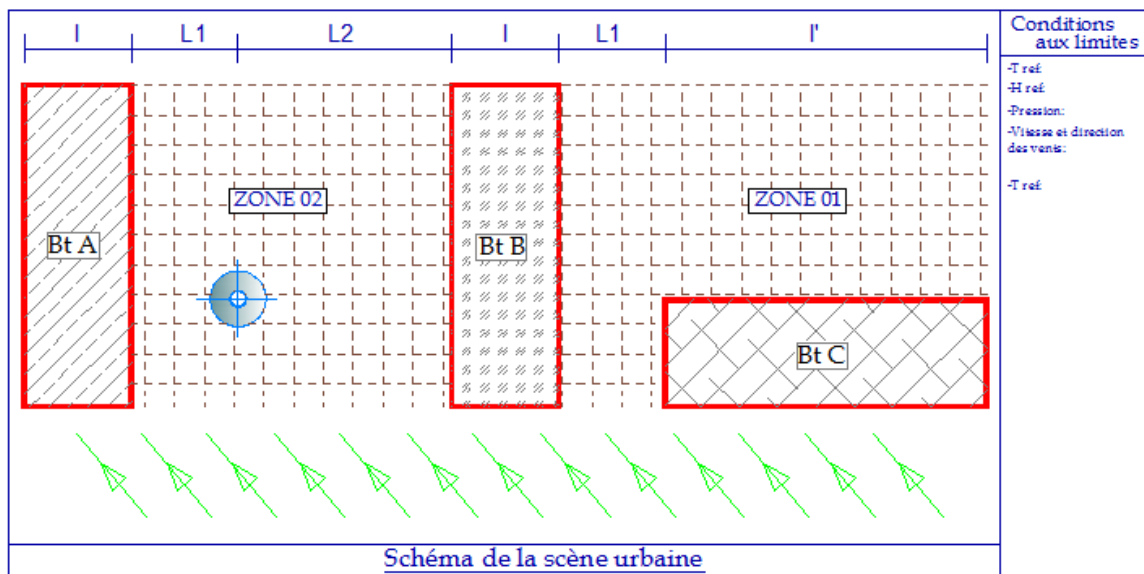 l L1 L2 l L1 l'
Conditions
aux limites
-T ref:
-H ref:
-Pression:
-Vitesse et direction
des vents:
-T ref:
ZONE 02
ZONE 01
Bt A
Bt B
Bt C
Schéma de la scène urbaine